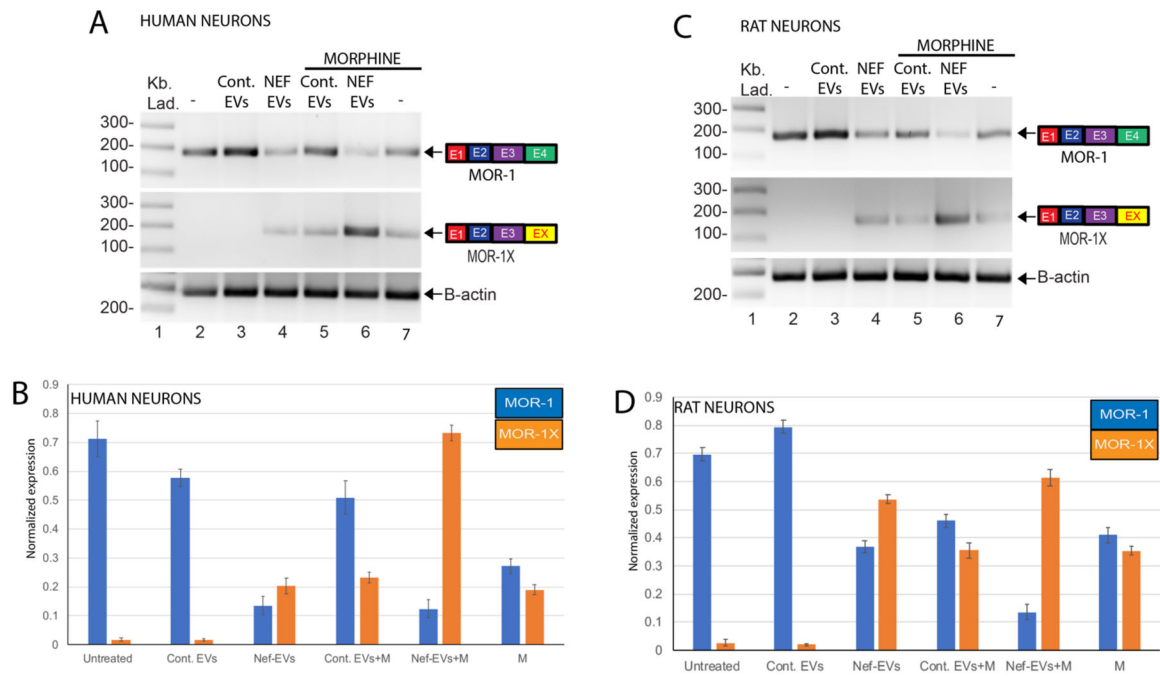 A
HUMAN NEURONS
MORPHINE
Kb.
Lad.
-
Cont.
EVs
NEF
EVs
Cont.
EVs
NEF
EVs
-
300-
200-
100-
E1 E2 E3 E4
MOR-1
300-
200-
100-
E1 E2 E3 EX
MOR-1X
200-
B-actin
1 2 3 4 5 6 7
C
RAT NEURONS
MORPHINE
Kb.
Lad.
-
Cont.
EVs
NEF
EVs
Cont.
EVs
NEF
EVs
-
300-
200-
100-
E1 E2 E3 E4
MOR-1
300-
200-
100-
E1 E2 E3 EX
MOR-1X
200-
B-actin
1 2 3 4 5 6 7
B
HUMAN NEURONS
MOR-1
MOR-1X
Normalized expression
0.9
0.8
0.7
0.6
0.5
0.4
0.3
0.2
0.1
0
Untreated Cont. EVs Nef-EVs Cont. EVs+M Nef-EVs+M M
D
RAT NEURONS
MOR-1
MOR-1X
Normalized expression
0.9
0.8
0.7
0.6
0.5
0.4
0.3
0.2
0.1
0
Untreated Cont. EVs Nef-EVs Cont. EVs+M Nef-EVs+M M